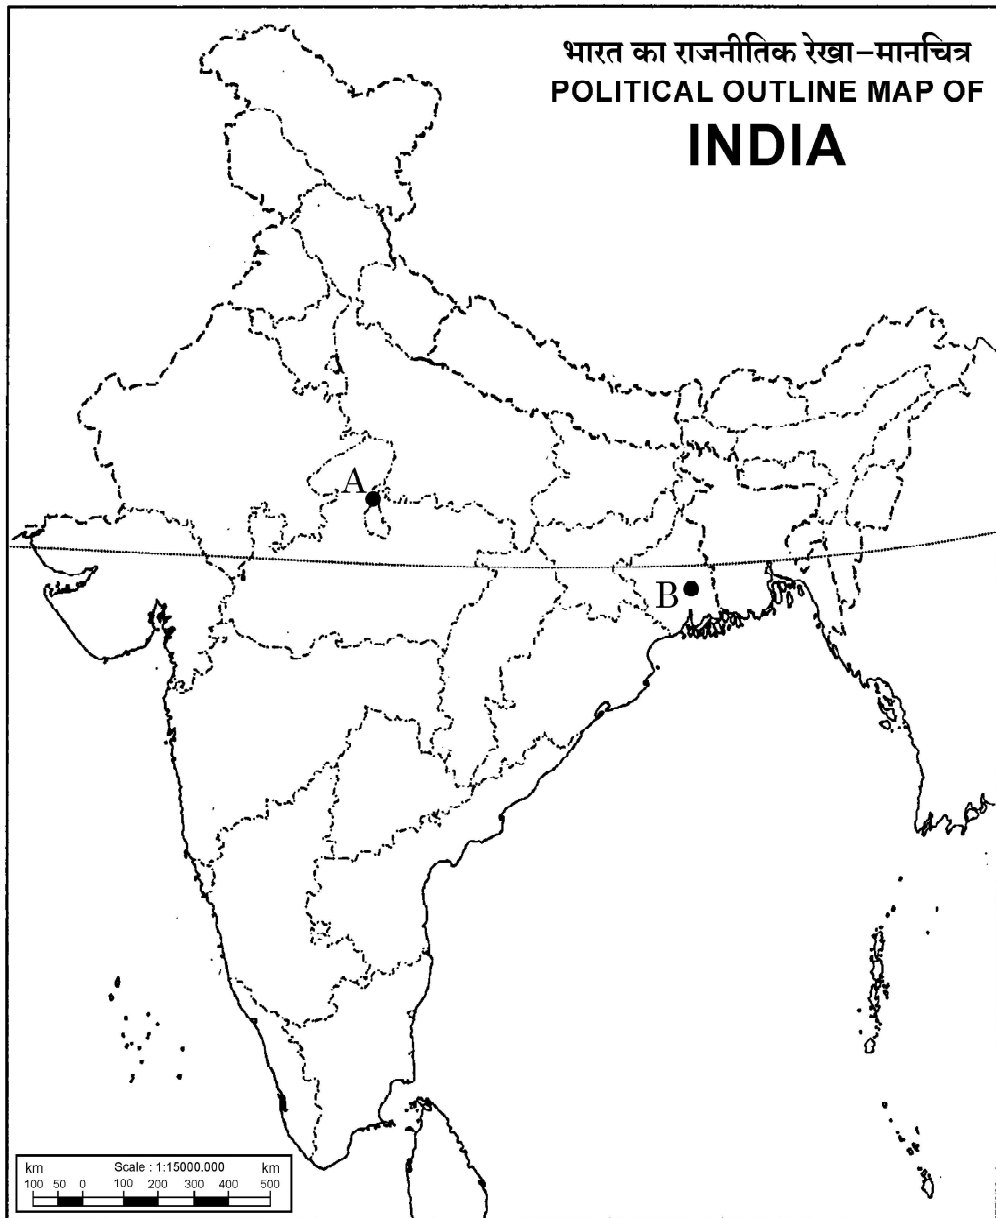 भारत का राजनीतिक रेखा–मानचित्र
POLITICAL OUTLINE MAP OF
INDIA
A
B
km Scale : 1:15000.000 km
100 50 0 100 200 300 400 500